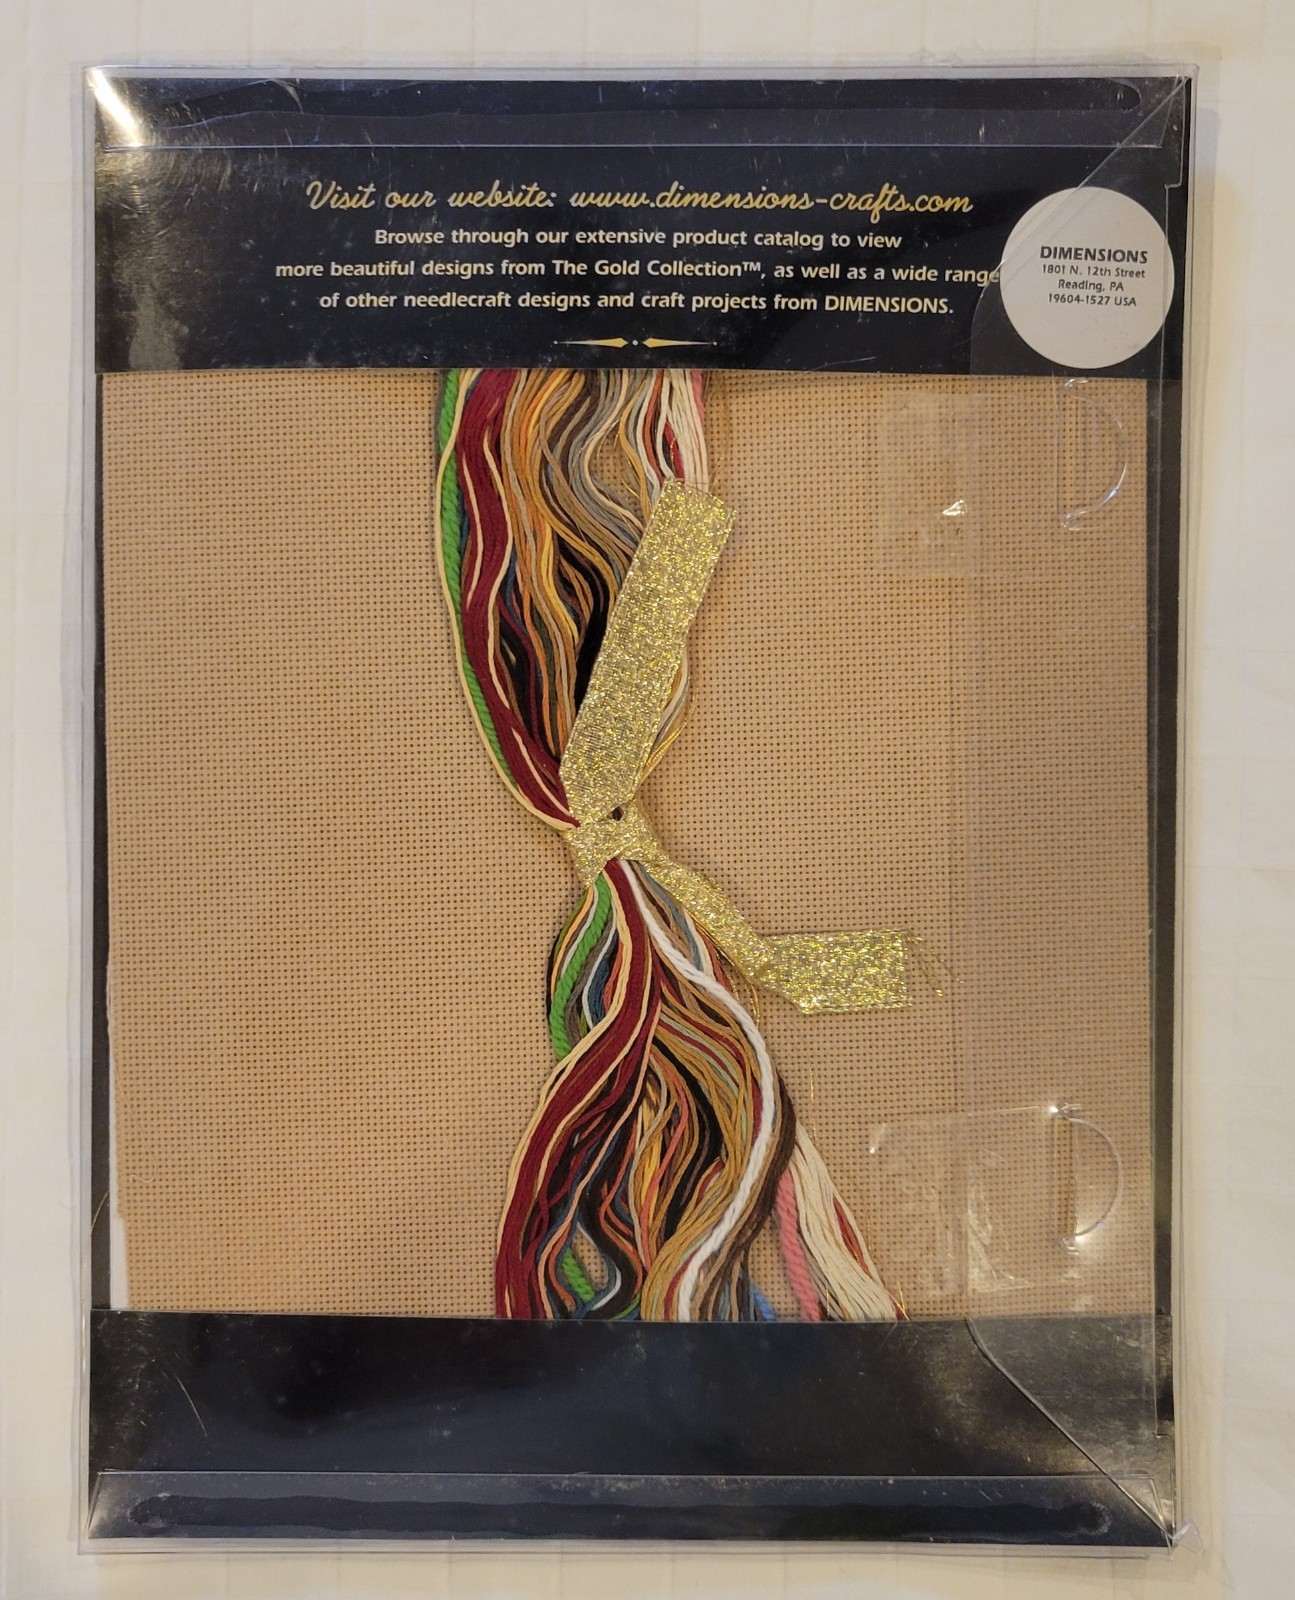 Visit our website: www.dimensions-crafts.com
Browse through our extensive product catalog to view
more beautiful designs from The Gold Collection™, as well as a wide range
of other needlecraft designs and craft projects from DIMENSIONS.
DIMENSIONS
1801 N. 12th Street
Reading, PA
19604-1527 USA